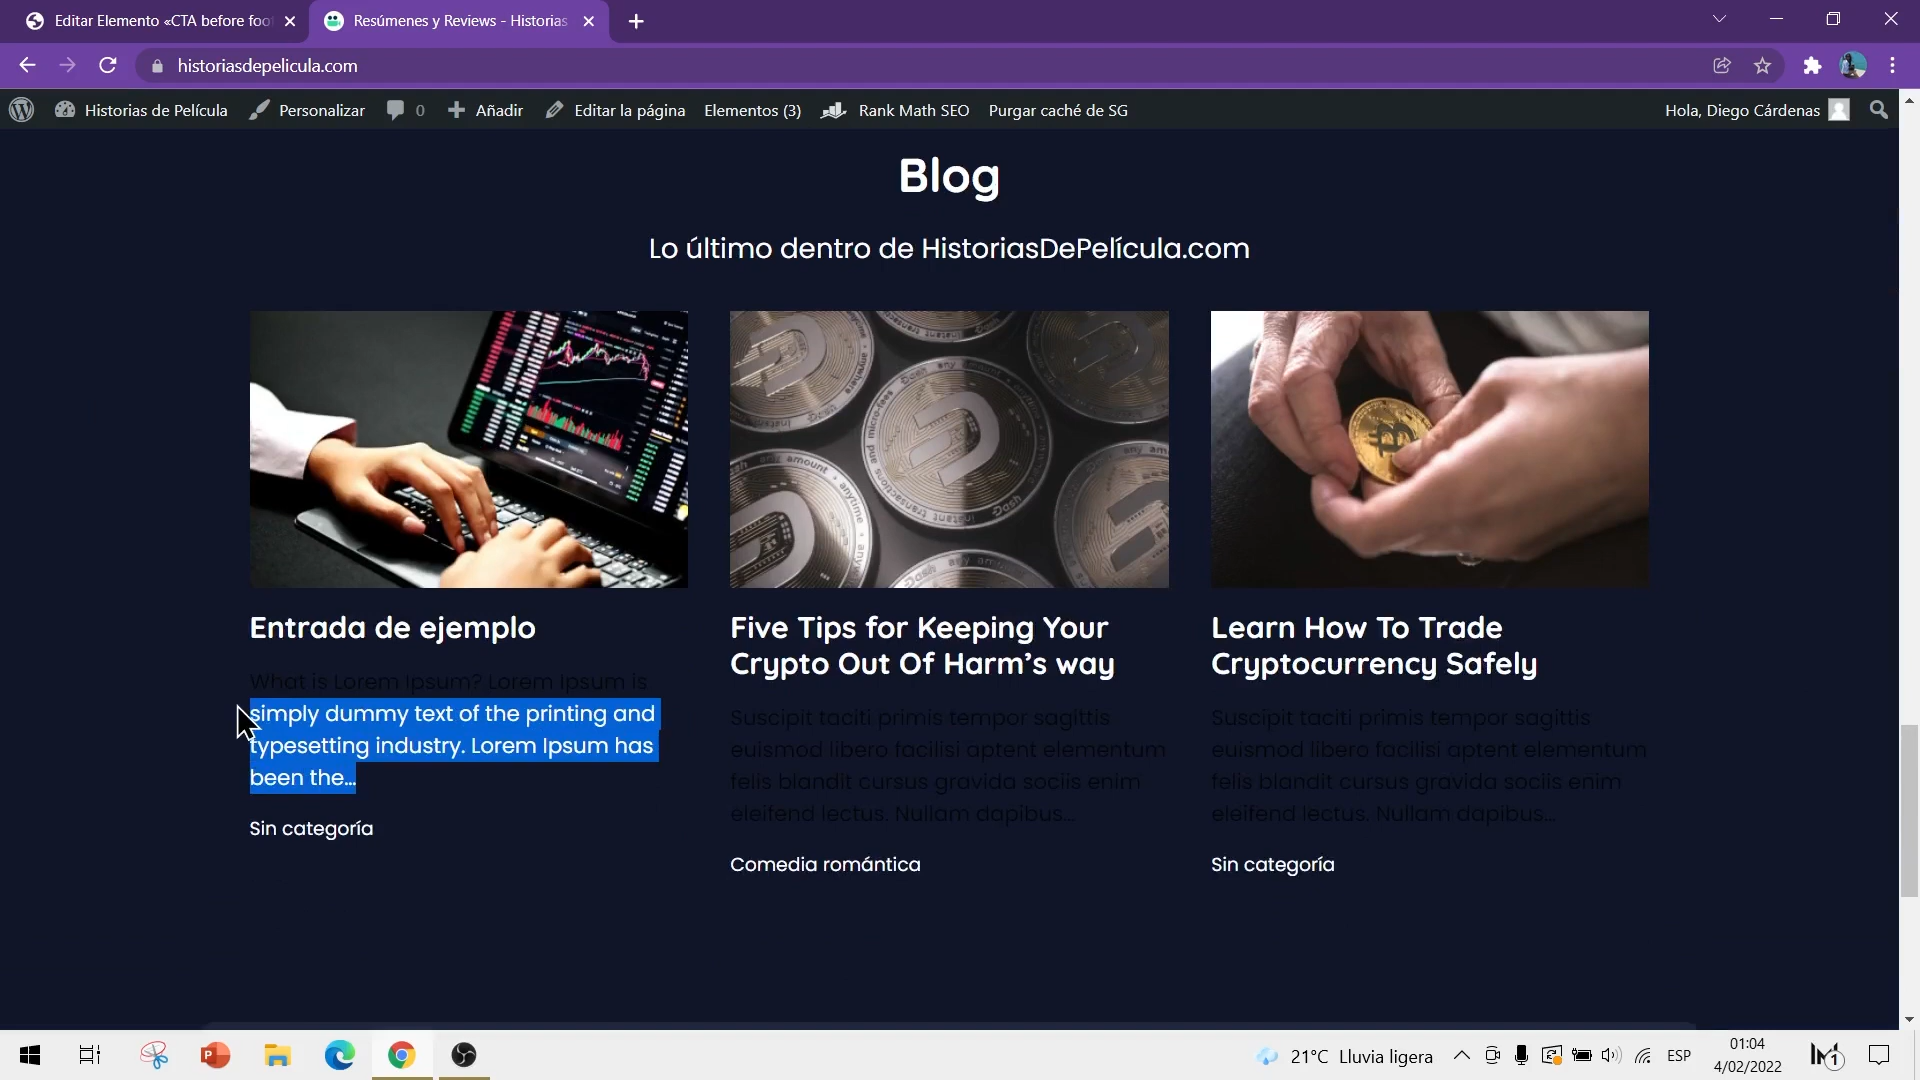 Editar Elemento «CTA before foo
Resúmenes y Reviews - Historias
historiasdepelicula.com
Historias de Película
Personalizar
0
Añadir
Editar la página
Elementos (3)
Rank Math SEO
Purgar caché de SG
Hola, Diego Cárdenas
Blog
Lo último dentro de HistoriasDePelícula.com
Entrada de ejemplo
What is Lorem Ipsum? Lorem Ipsum is
simply dummy text of the printing and
typesetting industry. Lorem Ipsum has
been the...
Sin categoría
Five Tips for Keeping Your
Crypto Out Of Harm’s way
Suscipit taciti primis tempor sagittis
euismod libero facilisi aptent elementum
felis blandit cursus gravida sociis enim
eleifend lectus. Nullam dapibus...
Comedia romántica
Learn How To Trade
Cryptocurrency Safely
Suscipit taciti primis tempor sagittis
euismod libero facilisi aptent elementum
felis blandit cursus gravida sociis enim
eleifend lectus. Nullam dapibus...
Sin categoría
21°C Lluvia ligera
ESP
01:04
4/02/2022
1